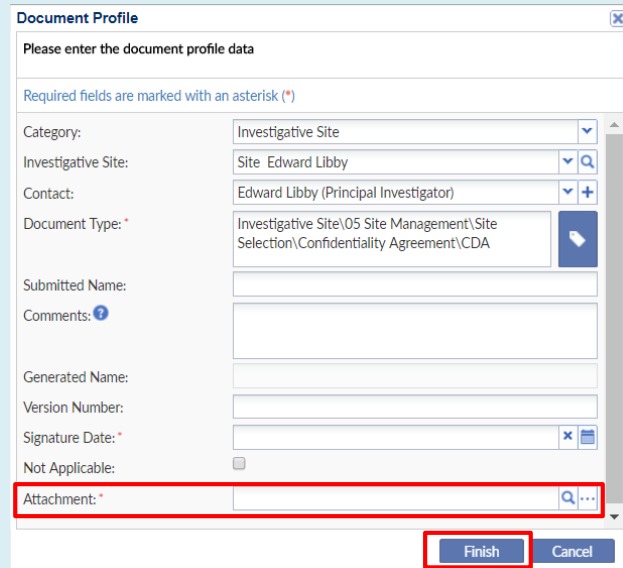 Document Profile
Please enter the document profile data
Required fields are marked with an asterisk (*)
Category: Investigative Site
Investigative Site: Site Edward Libby
Contact: Edward Libby (Principal Investigator)
Document Type: * Investigative Site\05 Site Management\Site
Selection\Confidentiality Agreement\CDA
Submitted Name:
Comments: ?
Generated Name:
Version Number:
Signature Date: *
Not Applicable:
Attachment: *
Finish Cancel